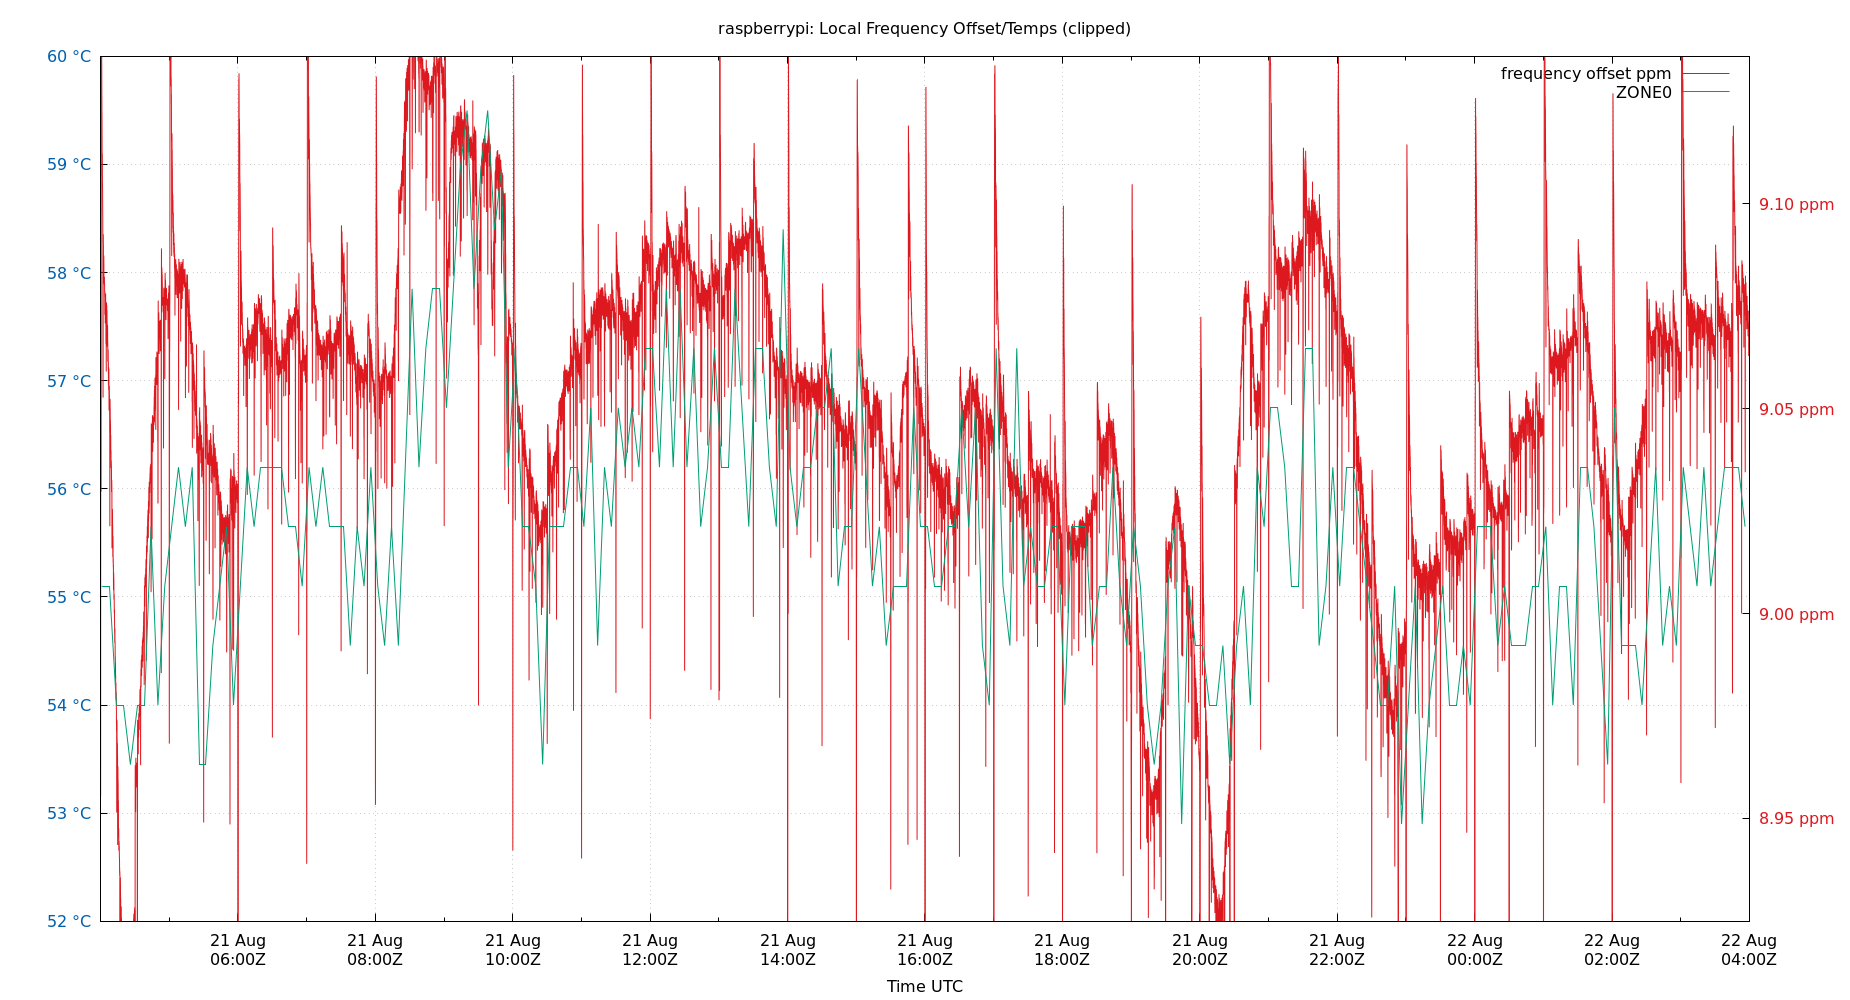 raspberrypi: Local Frequency Offset/Temps (clipped)
60 °C
59 °C
58 °C
57 °C
56 °C
55 °C
54 °C
53 °C
52 °C
frequency offset ppm
ZONE0
9.10 ppm
9.05 ppm
9.00 ppm
8.95 ppm
21 Aug 21 Aug 21 Aug 21 Aug 21 Aug 21 Aug 21 Aug 21 Aug 21 Aug 22 Aug 22 Aug 22 Aug
06:00Z 08:00Z 10:00Z 12:00Z 14:00Z 16:00Z 18:00Z 20:00Z 22:00Z 00:00Z 02:00Z 04:00Z
Time UTC